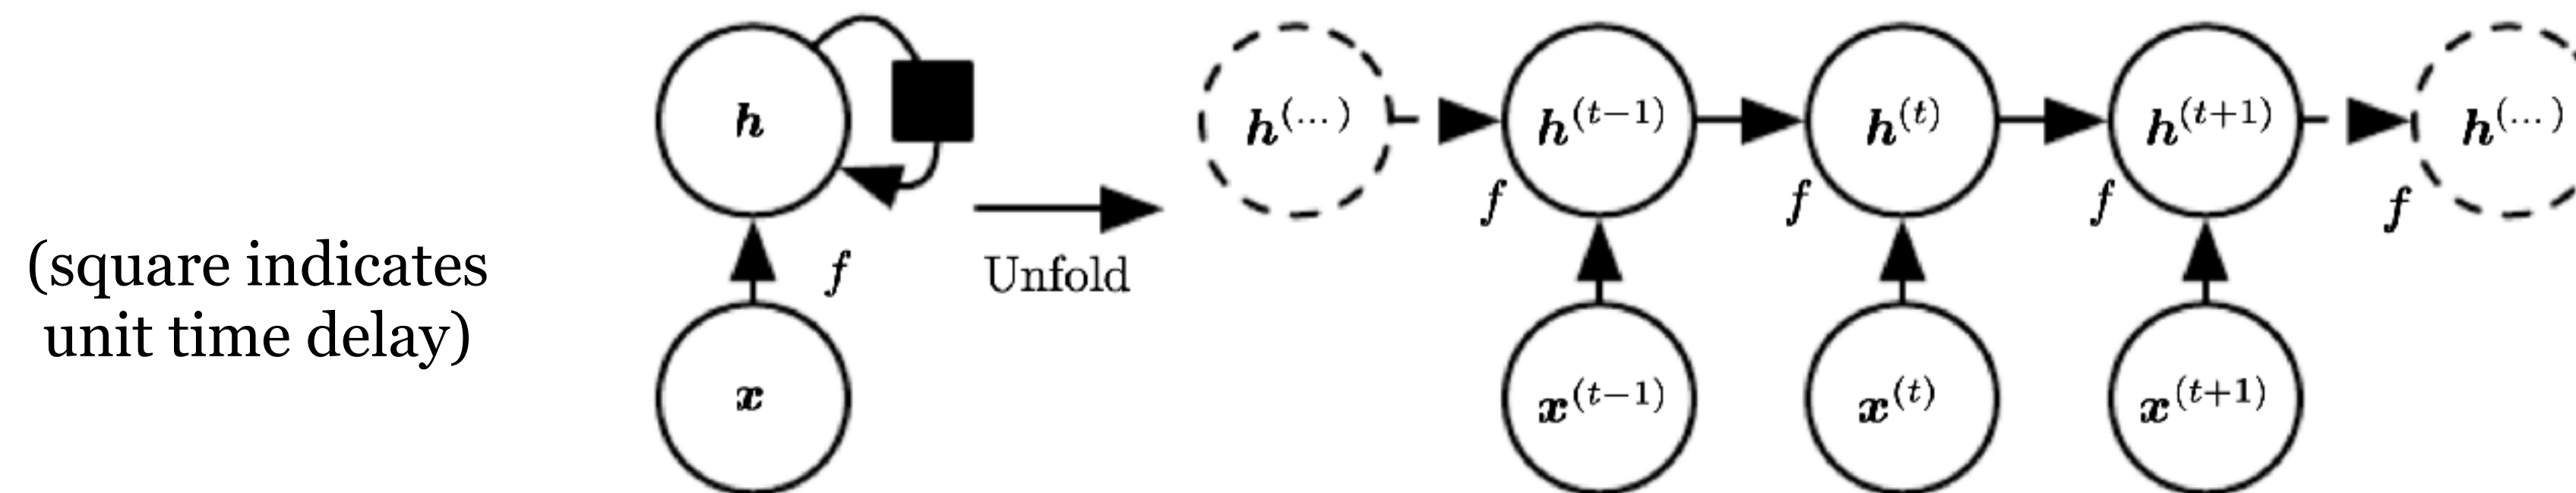 (square indicates
unit time delay)
h
f
x
Unfold
h^(...) h^(t−1) h^(t) h^(t+1) h^(...)
f f f f
x^(t−1) x^(t) x^(t+1)